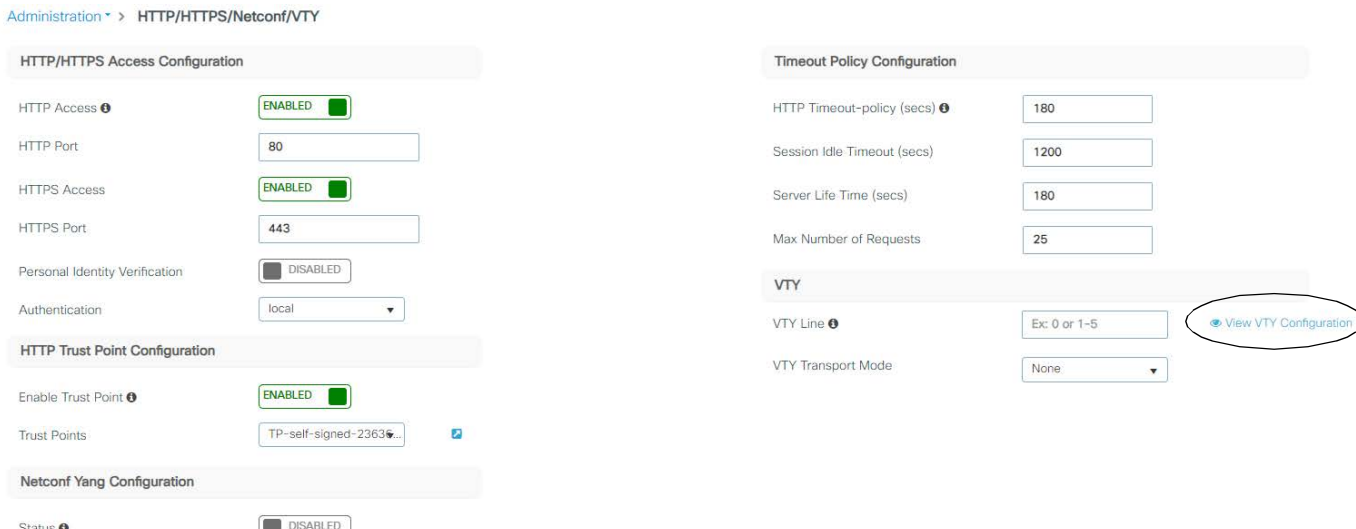 Administration > HTTP/HTTPS/Netconf/VTY
HTTP/HTTPS Access Configuration
HTTP Access
ENABLED
HTTP Port
80
HTTPS Access
ENABLED
HTTPS Port
443
Personal Identity Verification
DISABLED
Authentication
local
HTTP Trust Point Configuration
Enable Trust Point
ENABLED
Trust Points
TP-self-signed-23636...
Netconf Yang Configuration
Status
DISABLED
Timeout Policy Configuration
HTTP Timeout-policy (secs)
180
Session Idle Timeout (secs)
1200
Server Life Time (secs)
180
Max Number of Requests
25
VTY
VTY Line
Ex: 0 or 1-5
View VTY Configuration
VTY Transport Mode
None